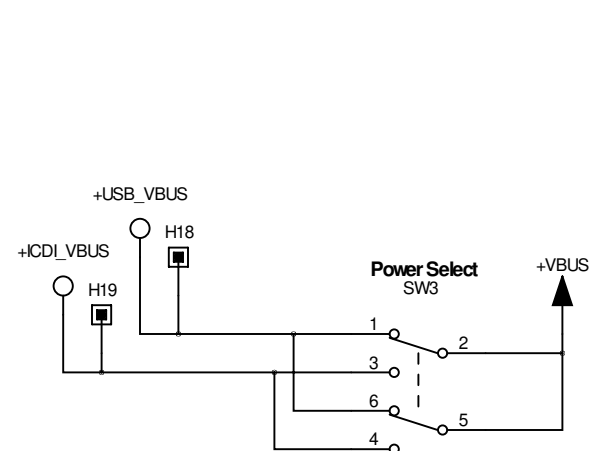 +USB_VBUS
H18
+ICDI_VBUS
H19
Power Select
SW3
+VBUS
1
2
3
6
5
4